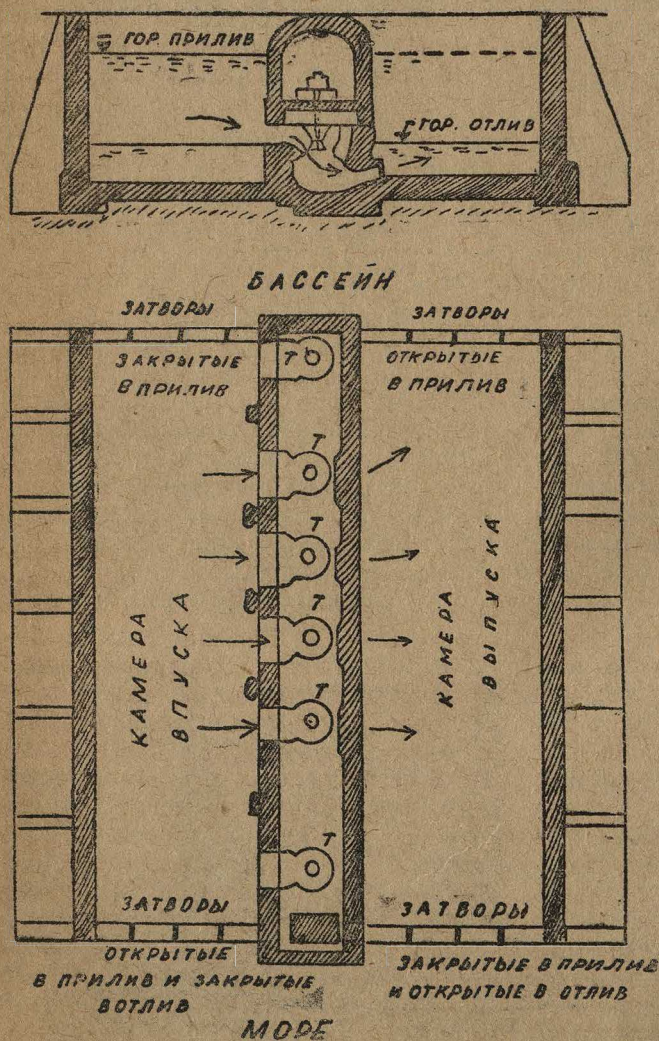 ГОР. ПРИЛИВ
ГОР. ОТЛИВ
БАССЕЙН
ЗАТВОРЫ
ЗАКРЫТЫЕ
В ПРИЛИВ
ЗАТВОРЫ
ОТКРЫТЫЕ
В ПРИЛИВ
Т
Т
Т
Т
Т
Т
КАМЕРА
ВПУСКА
КАМЕРА
ВЫПУСКА
ЗАТВОРЫ
ОТКРЫТЫЕ
В ПРИЛИВ И ЗАКРЫТЫЕ
В ОТЛИВ
ЗАТВОРЫ
ЗАКРЫТЫЕ В ПРИЛИВ
И ОТКРЫТЫЕ В ОТЛИВ
МОРЕ